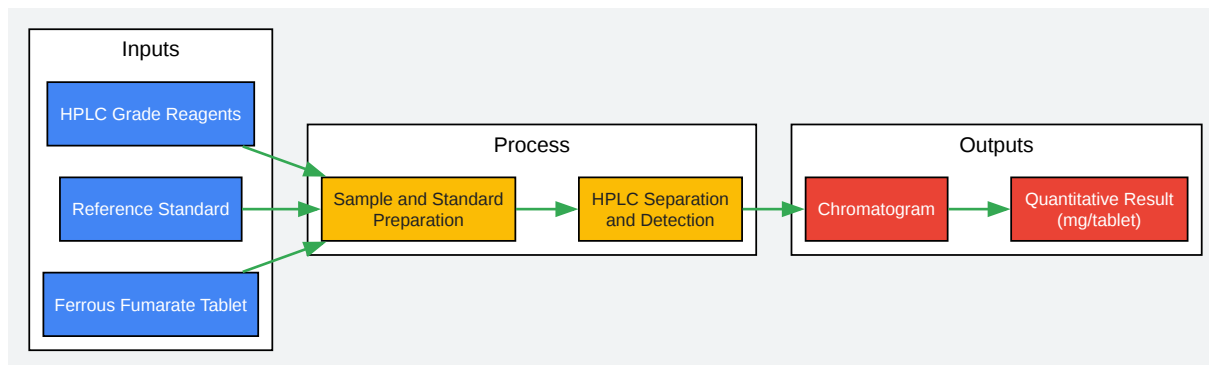 Inputs
HPLC Grade Reagents
Reference Standard
Ferrous Fumarate Tablet
Process
Sample and Standard
Preparation
HPLC Separation
and Detection
Outputs
Chromatogram
Quantitative Result
(mg/tablet)